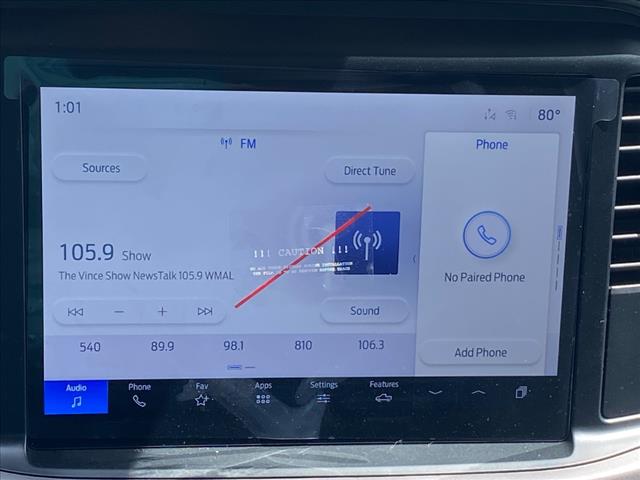 1:01
80°
FM
Phone
Sources
Direct Tune
105.9 Show
!!! CAUTION !!!
The Vince Show NewsTalk 105.9 WMAL
No Paired Phone
Sound
540 89.9 98.1 810 106.3
Add Phone
Audio Phone Fav Apps Settings Features